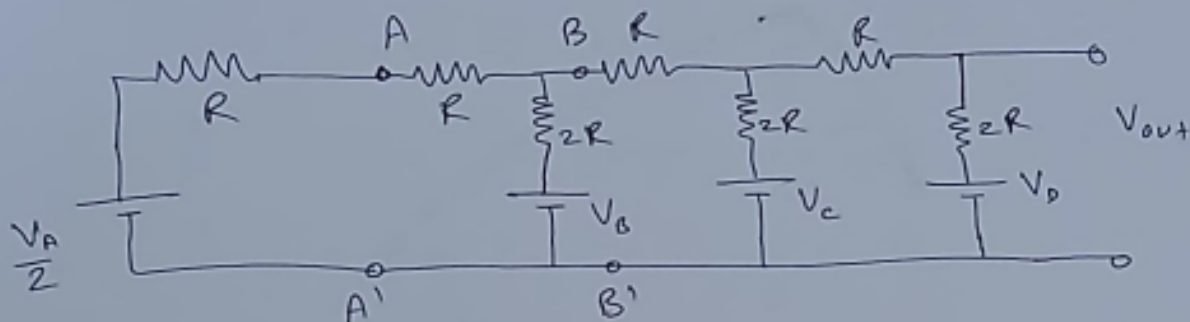 A B R R
R R 2R 2R 2R V_OUT
V_B V_C V_D
V_A/2
A' B'